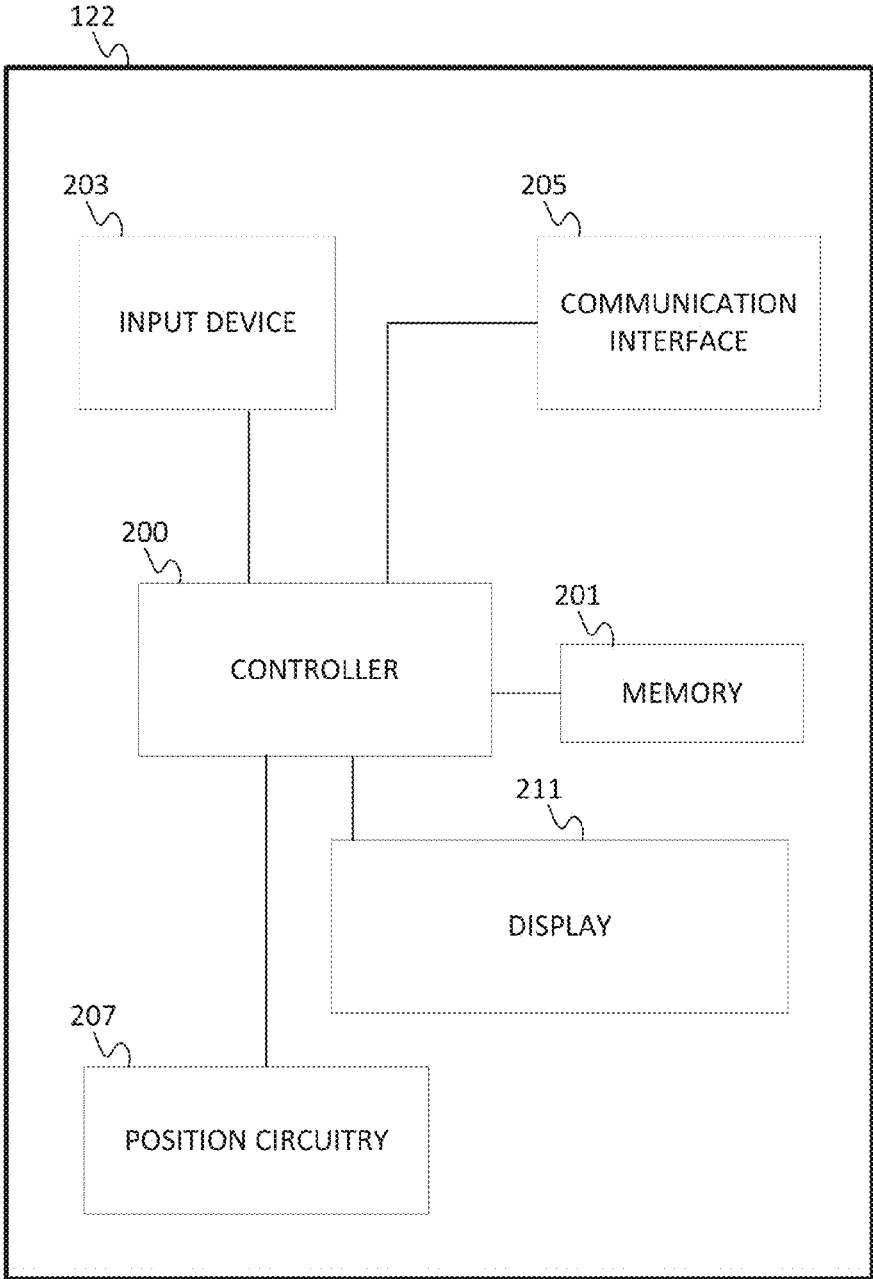 122
203
205
INPUT DEVICE
COMMUNICATION
INTERFACE
200
201
CONTROLLER
MEMORY
211
DISPLAY
207
POSITION CIRCUITRY